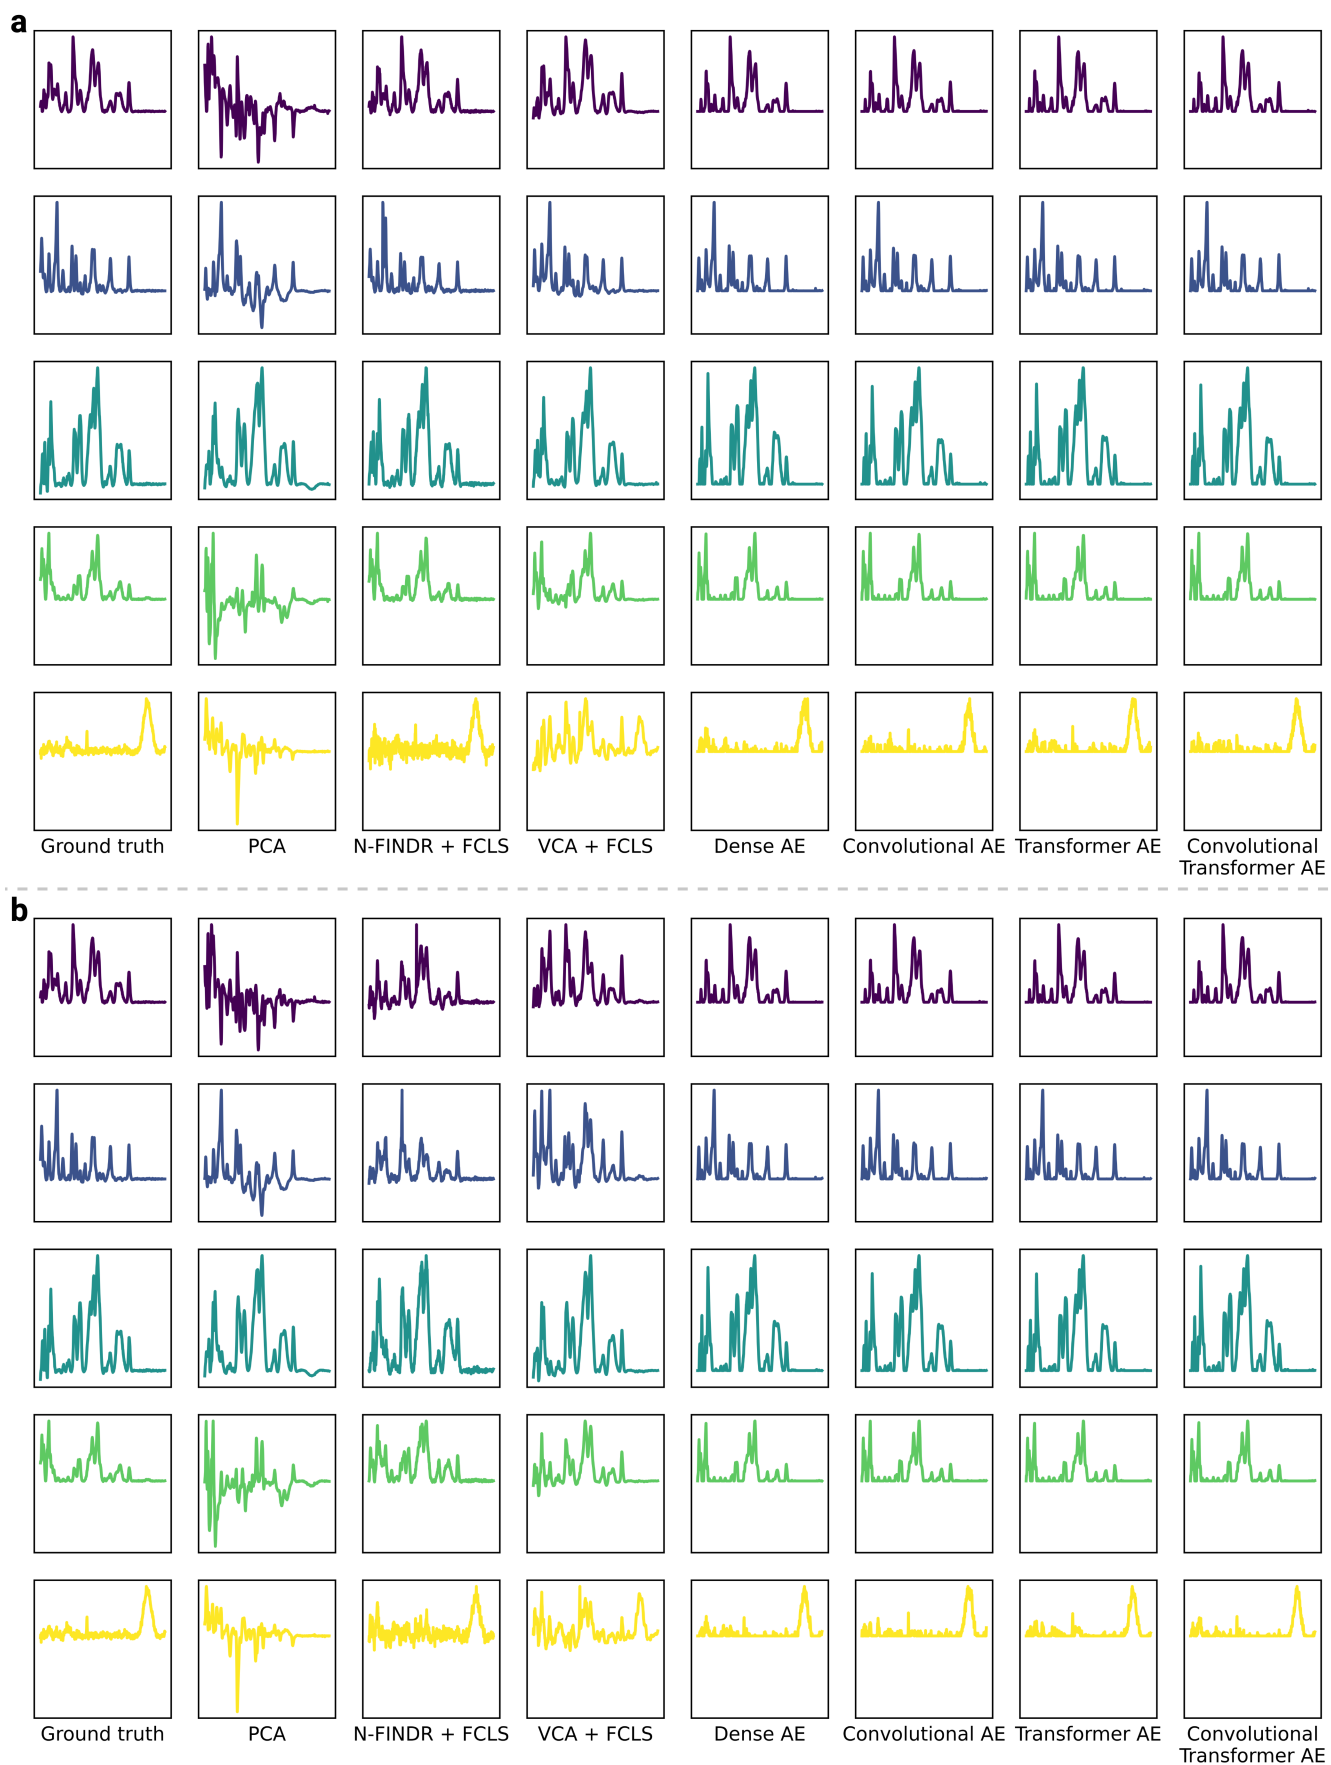 a
Ground truth
PCA
N-FINDR + FCLS
VCA + FCLS
Dense AE
Convolutional AE
Transformer AE
Convolutional
Transformer AE
b
Ground truth
PCA
N-FINDR + FCLS
VCA + FCLS
Dense AE
Convolutional AE
Transformer AE
Convolutional
Transformer AE